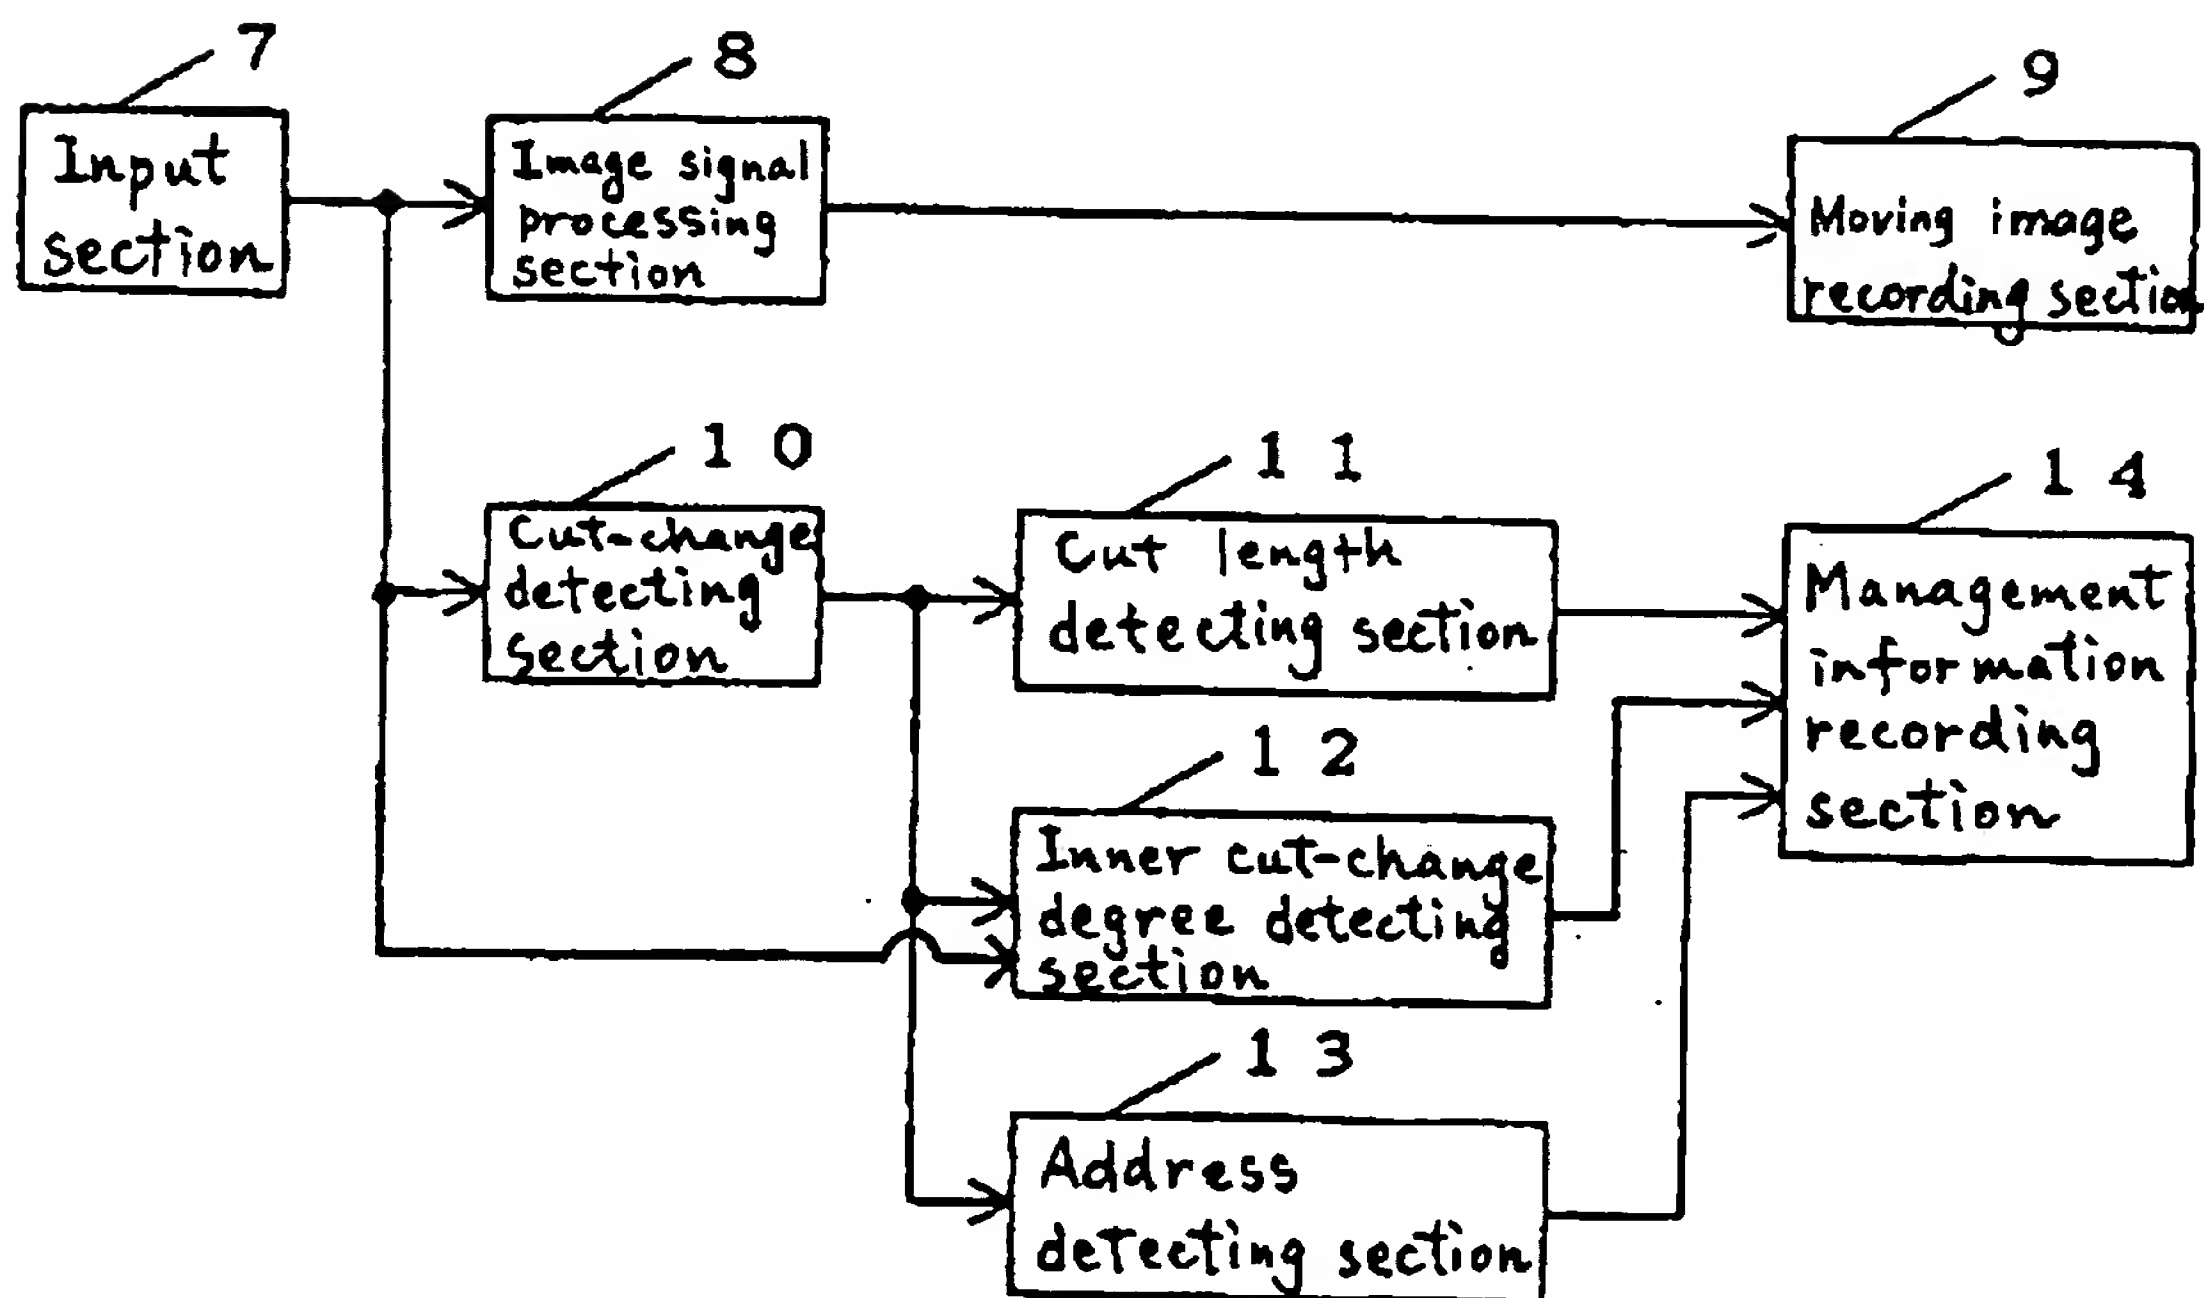 7
Input
section
8
Image signal
processing
section
9
Moving image
recording section
10
Cut-change
detecting
section
11
Cut length
detecting section
12
Inner cut-change
degree detecting
section
13
Address
detecting section
14
Management
information
recording
section